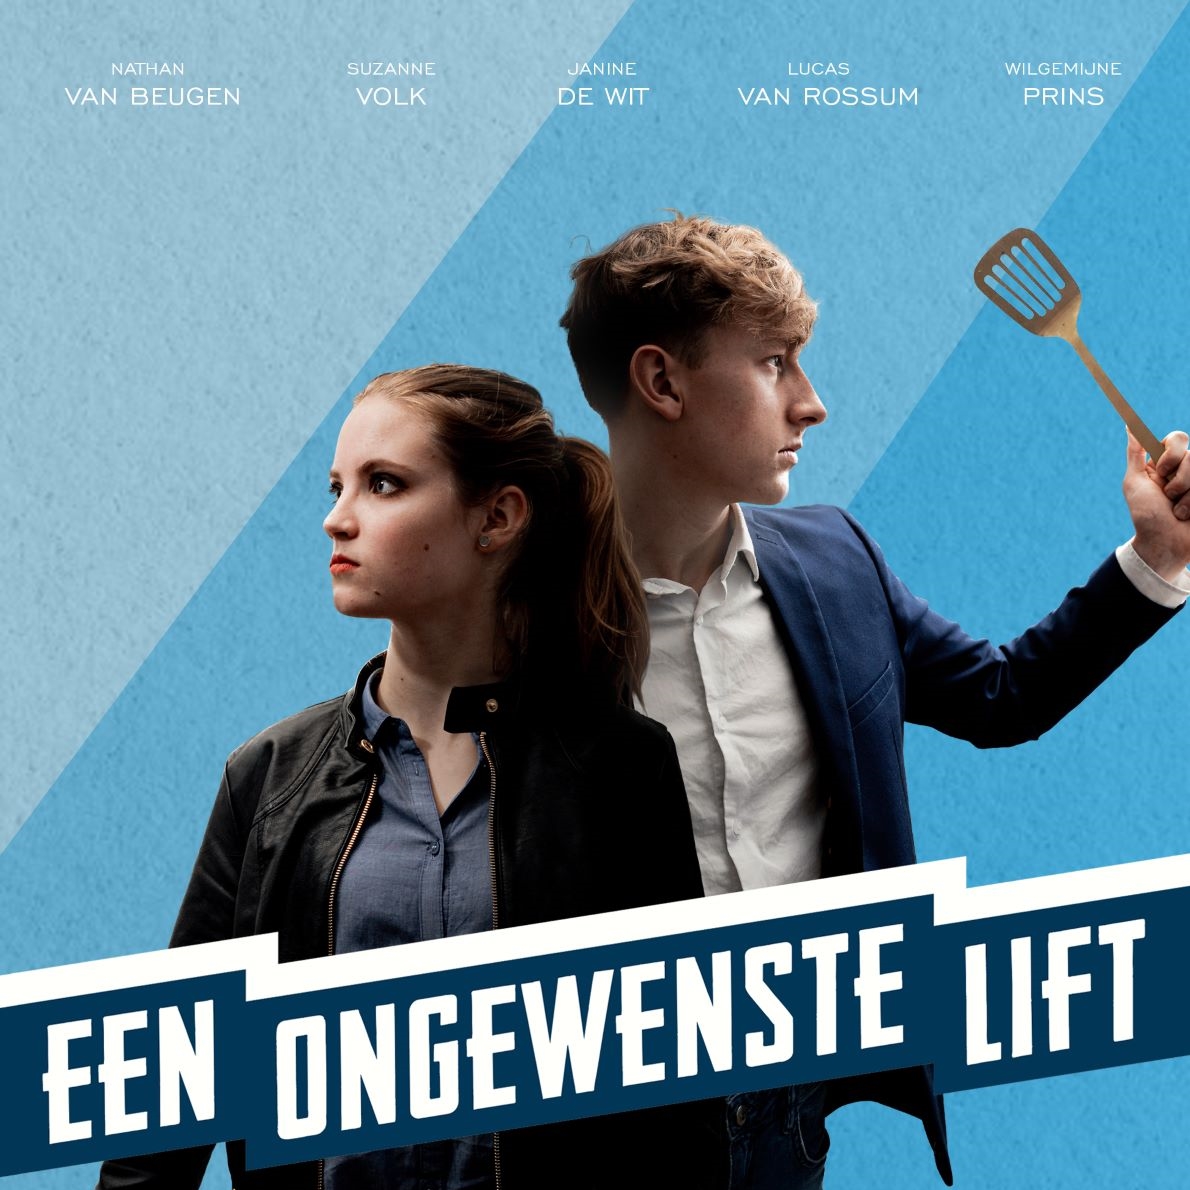 NATHAN
VAN BEUGEN
SUZANNE
VOLK
JANINE
DE WIT
LUCAS
VAN ROSSUM
WILGEMIJNE
PRINS
EEN ONGEWENSTE LIFT